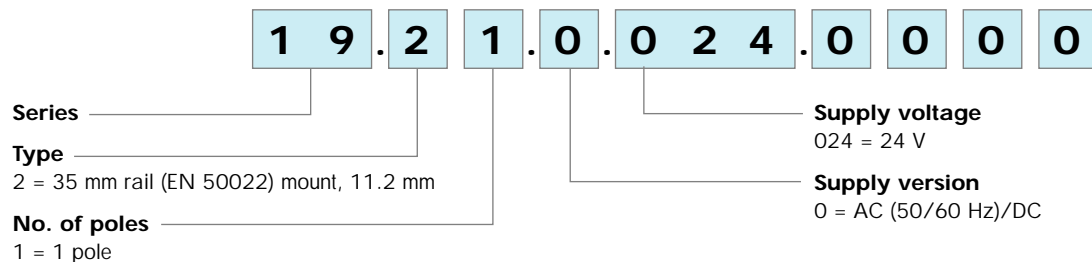 1 9 . 2 1 . 0 . 0 2 4 . 0 0 0 0
Series
Type
2 = 35 mm rail (EN 50022) mount, 11.2 mm
No. of poles
1 = 1 pole
Supply voltage
024 = 24 V
Supply version
0 = AC (50/60 Hz)/DC